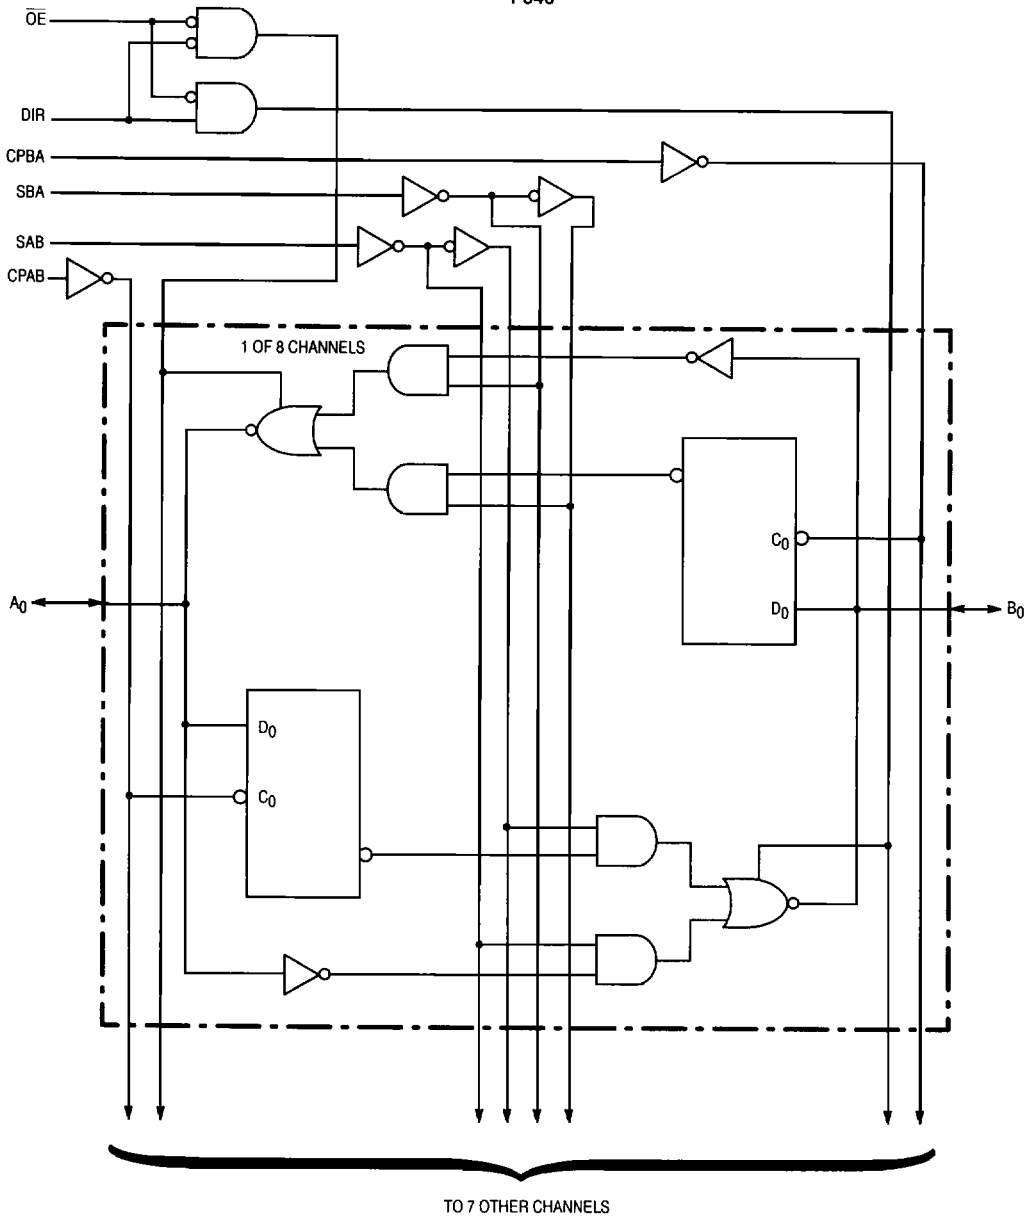 OE
DIR
CPBA
SBA
SAB
CPAB
1 OF 8 CHANNELS
C0
A0
D0
B0
D0
C0
TO 7 OTHER CHANNELS